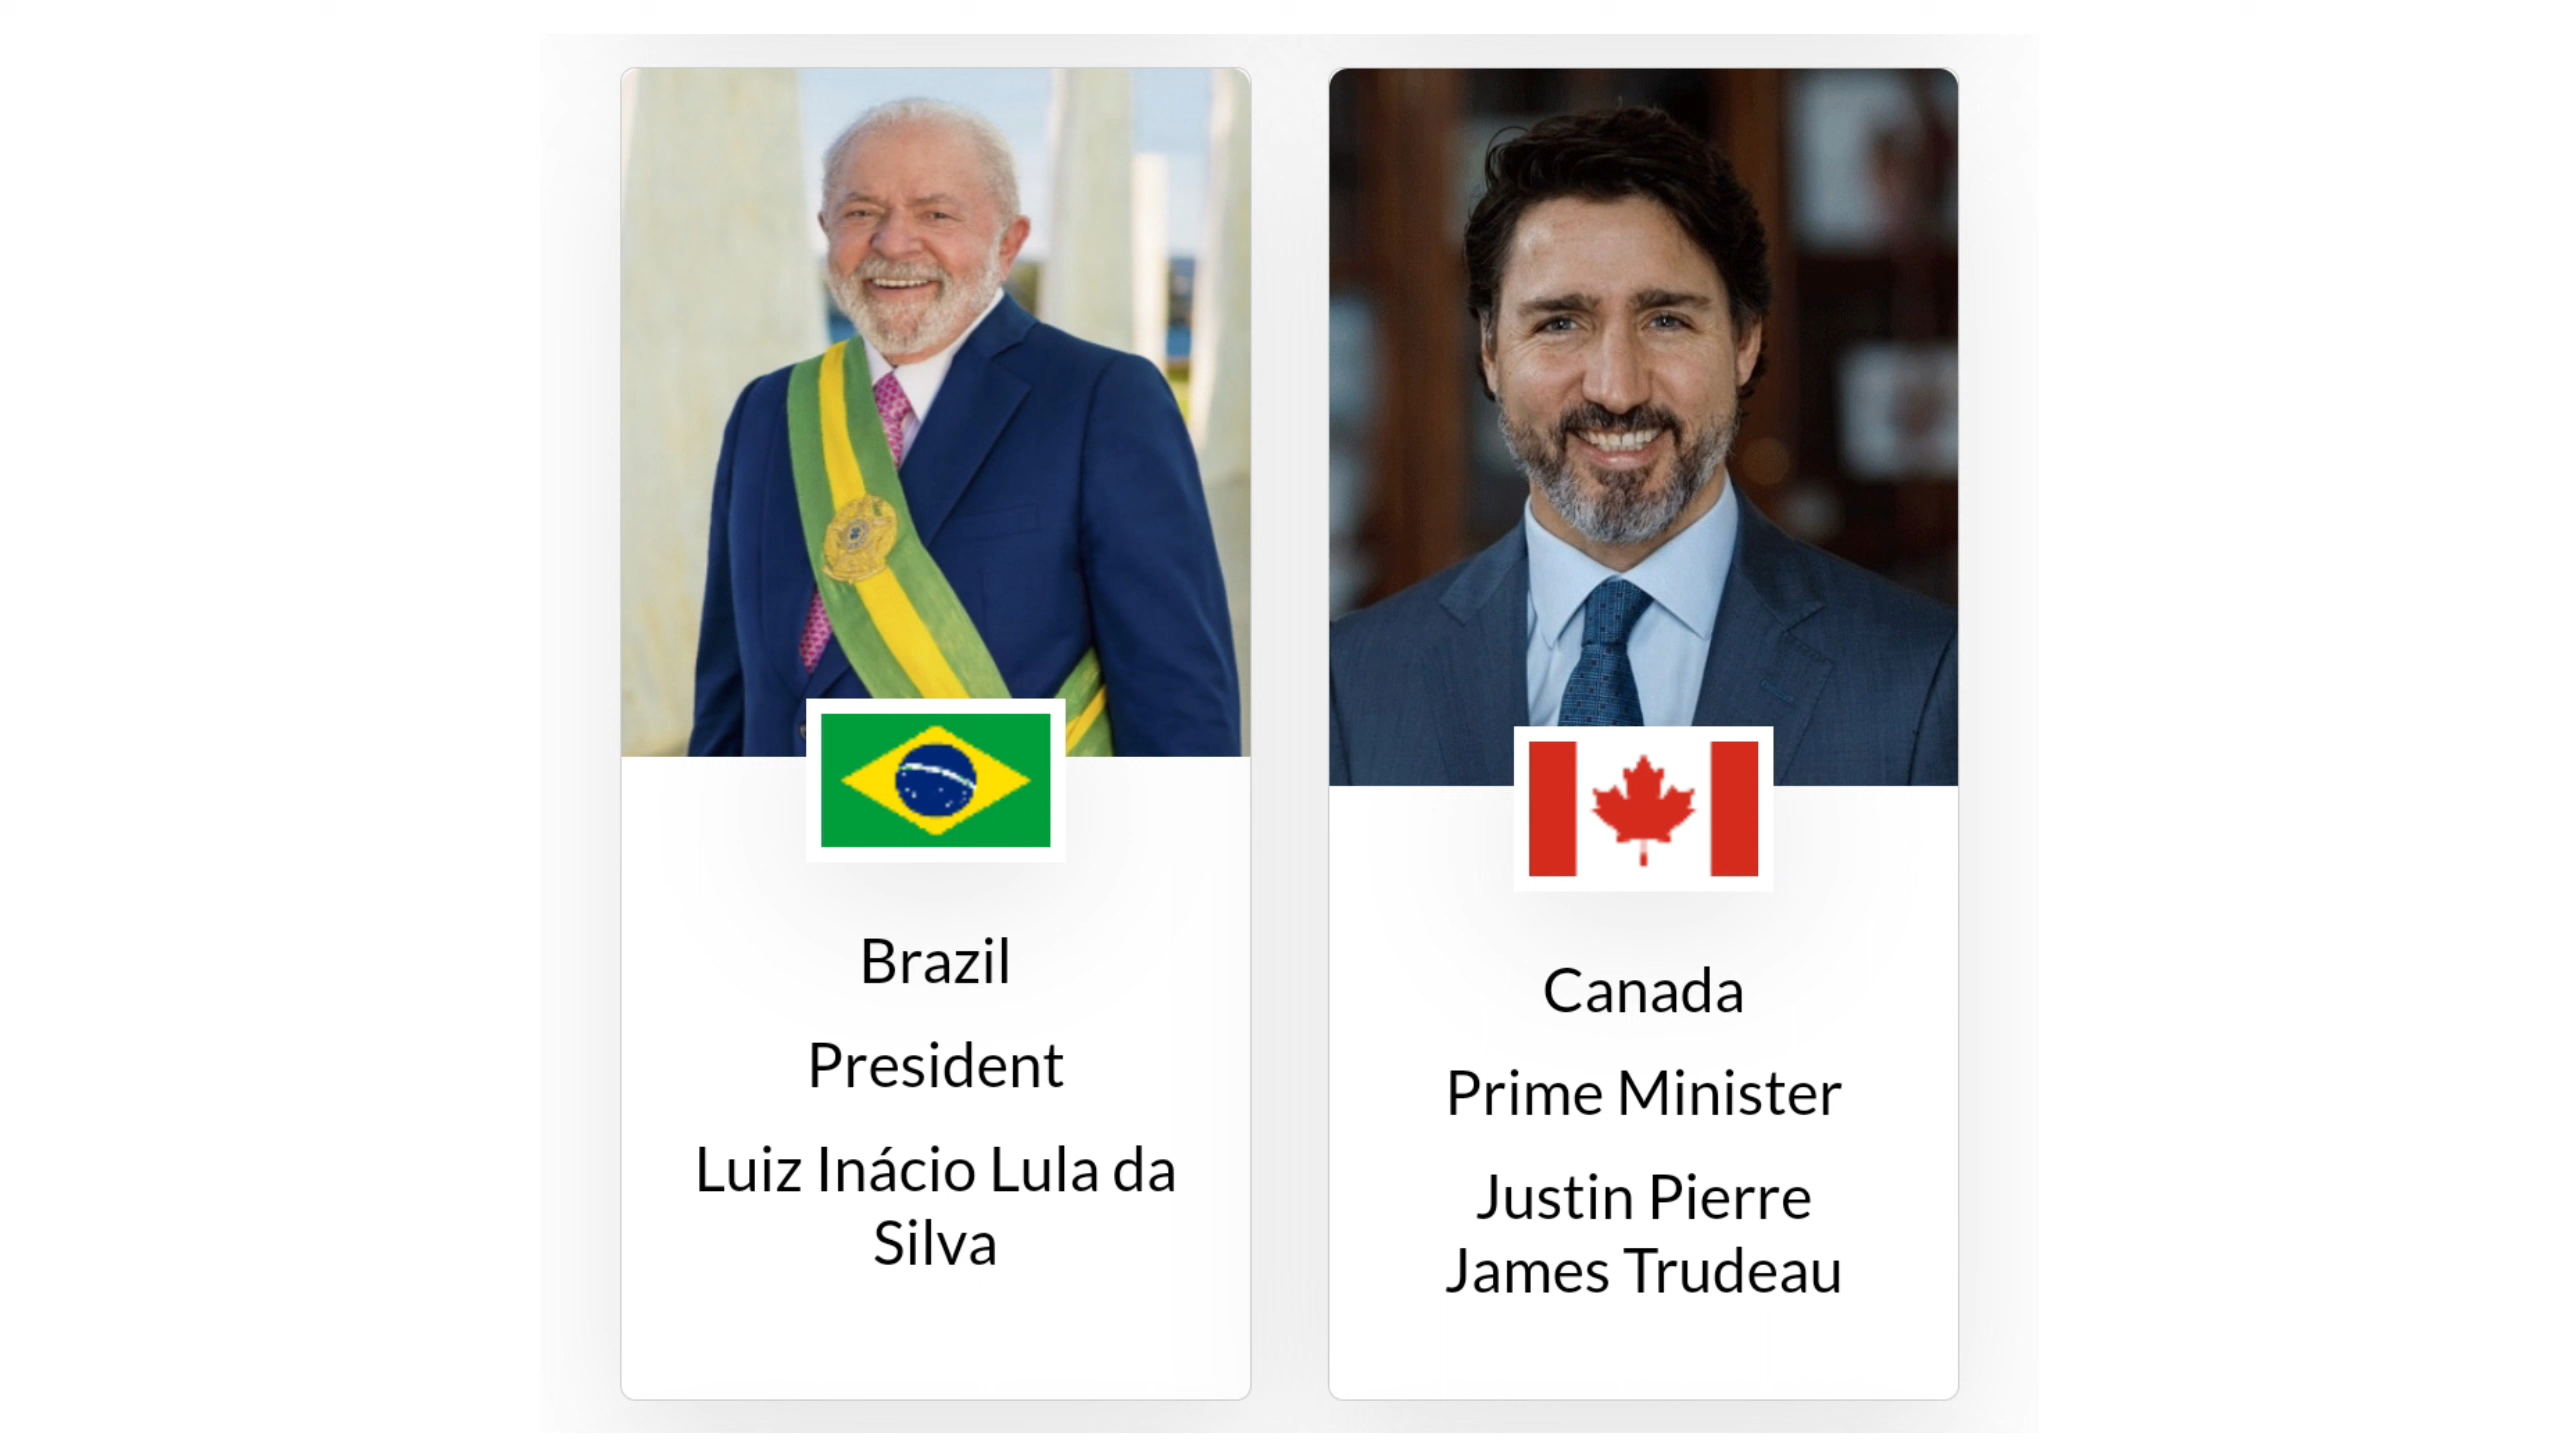 Brazil
President
Luiz Inácio Lula da
Silva
Canada
Prime Minister
Justin Pierre
James Trudeau